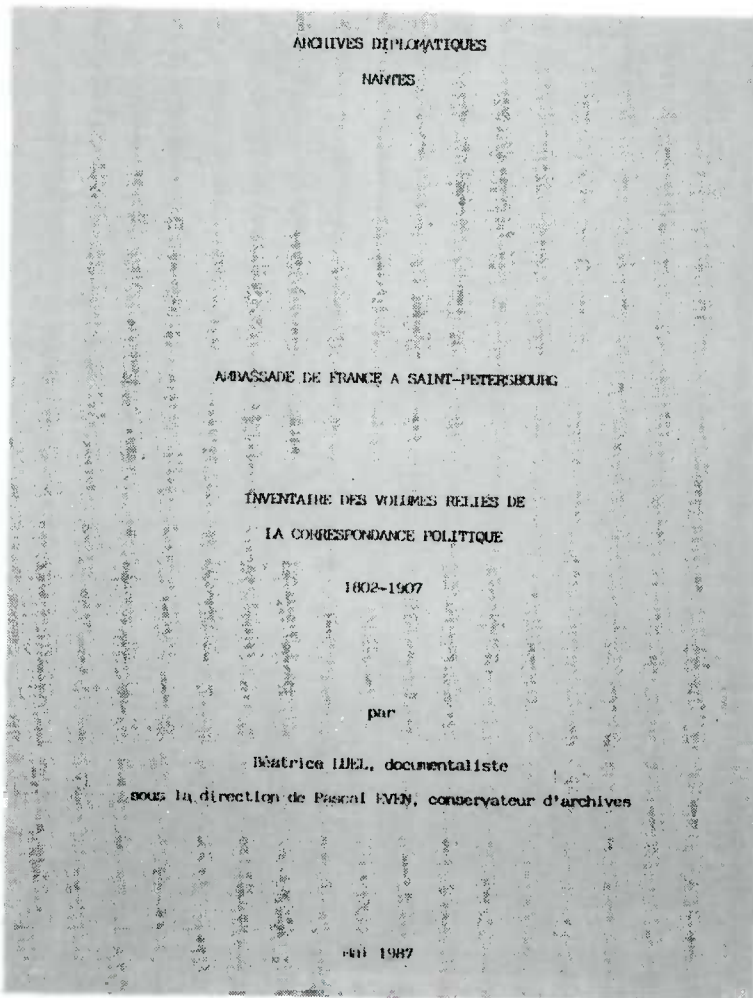 ARCHIVES DIPLOMATIQUES
NANTES
AMBASSADE DE FRANCE A SAINT-PETERSBOURG
INVENTAIRE DES VOLUMES RELIES DE
LA CORRESPONDANCE POLITIQUE
1802-1907
par
Béatrice documentaliste
sous la direction de Pascal EVEN, conservateur d'archives
1987